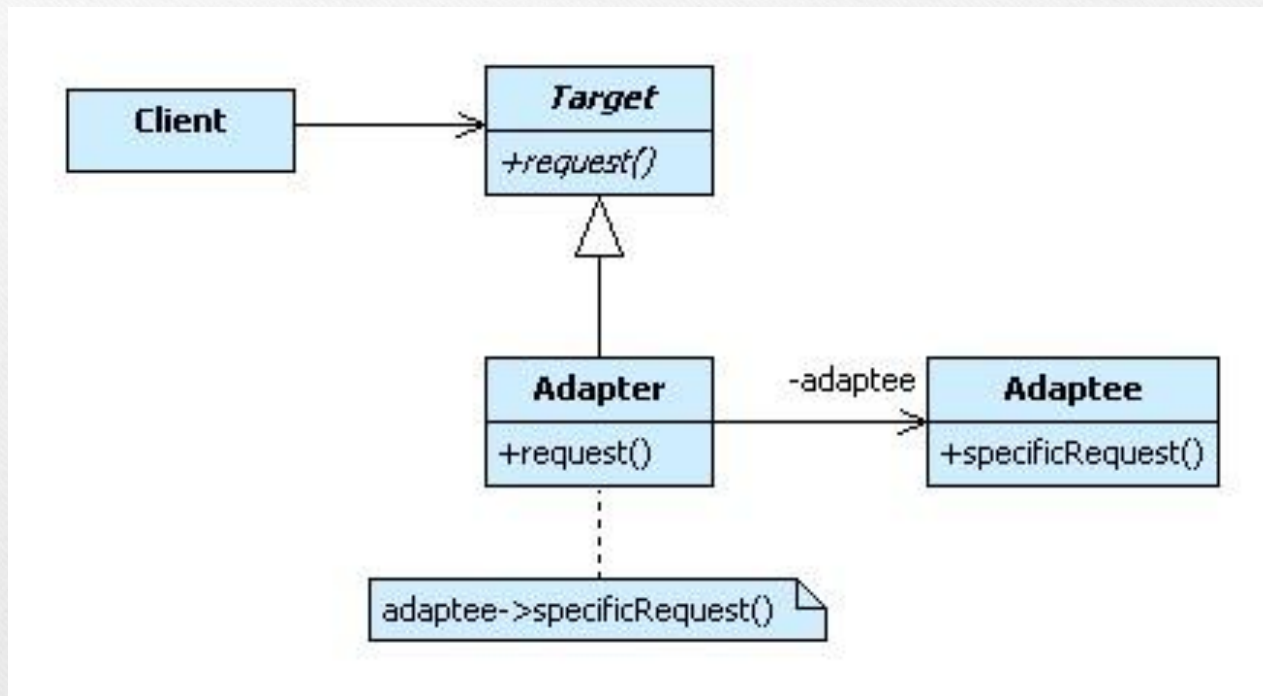 Client
Target
+request()
Adapter
+request()
-adaptee
Adaptee
+specificRequest()
adaptee->specificRequest()